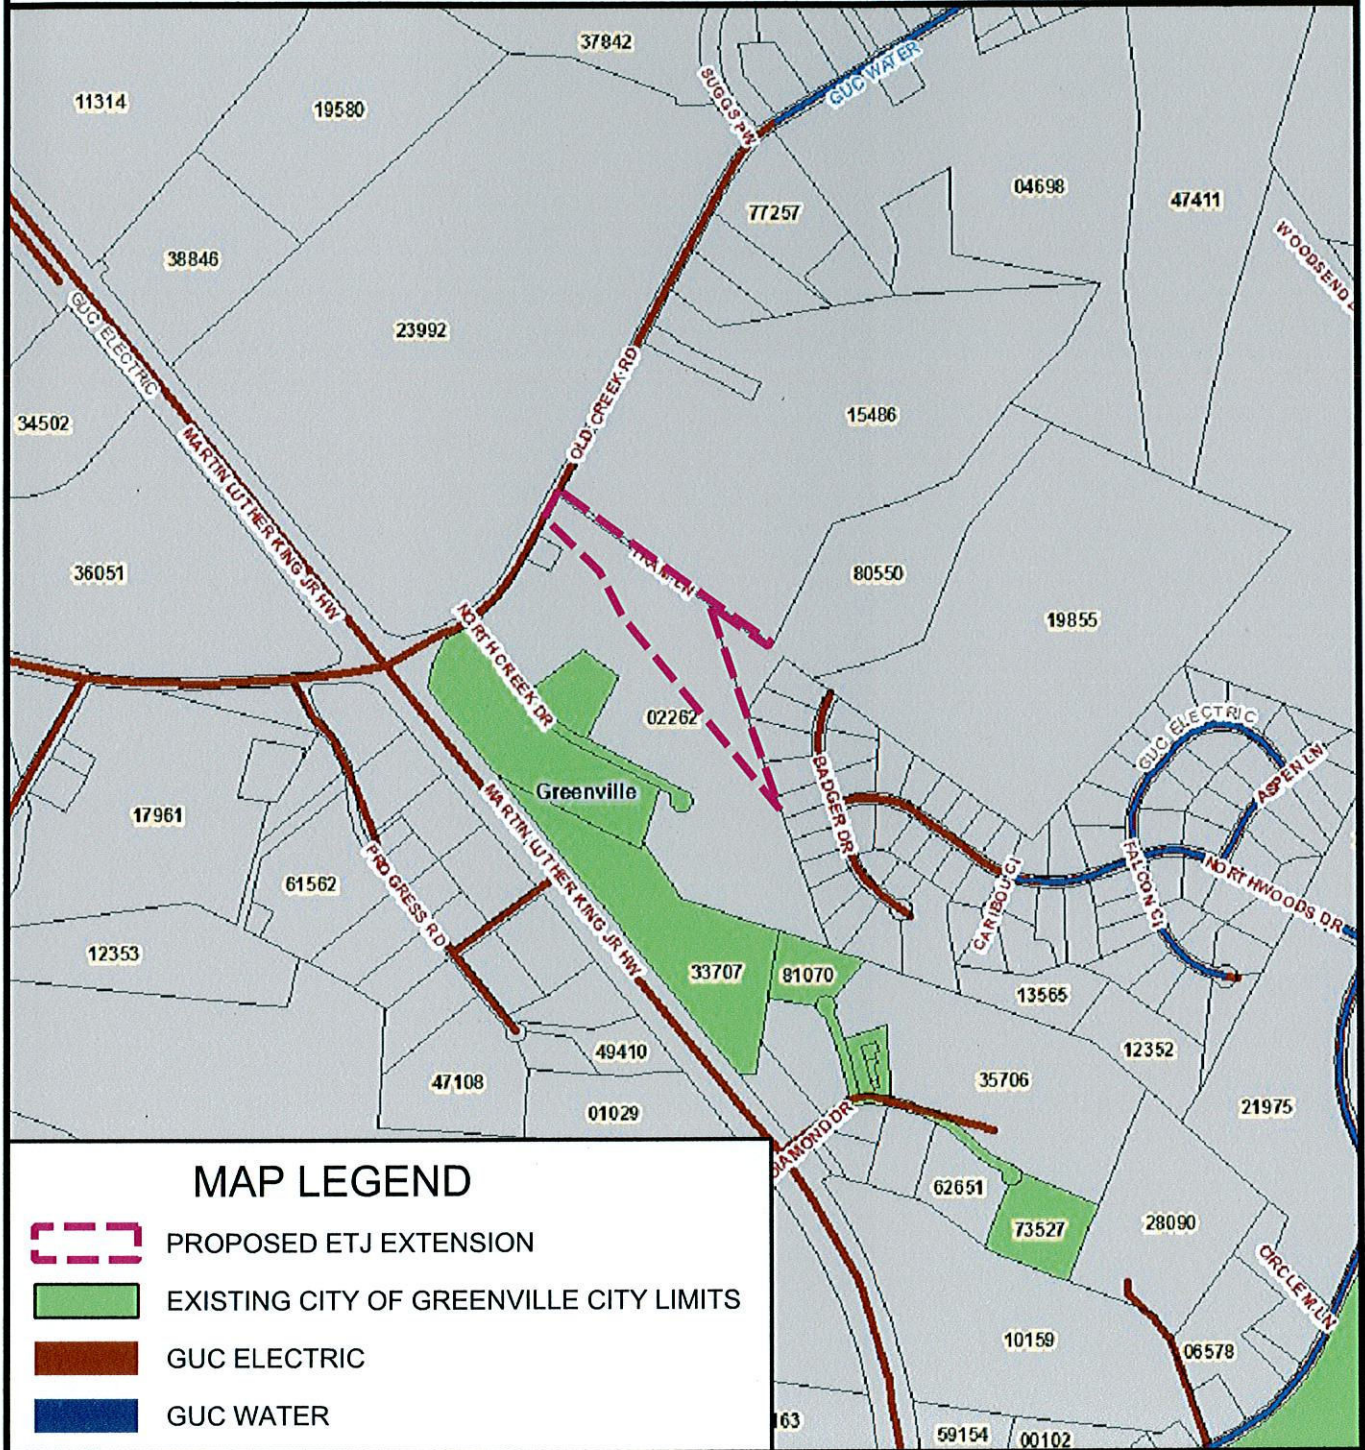 37842
GUC WATER
11314
19580
SUGGS PW
04698
47411
77257
WOODSEND
38846
GUC ELECTRIC
23992
OLD CREEK RD
34502
15486
MARTIN LUTHER KING JR HW
36051
80550
19855
NORTH CREEK DR
02262
GUC ELECTRIC
ASPEN LN
BADGER DR
Greenville
MARTIN LUTHER KING JR HW
17961
PROGRESS RD
61562
FALCON CI
NORTHWOODS DR
CARIBOU CI
12353
33707
81070
13565
49410
12352
47108
35706
01029
21975
DIAMOND DR
62651
73527
28090
CIRCLE M LN
10159
06578
163
59154
00102
MAP LEGEND
PROPOSED ETJ EXTENSION
EXISTING CITY OF GREENVILLE CITY LIMITS
GUC ELECTRIC
GUC WATER